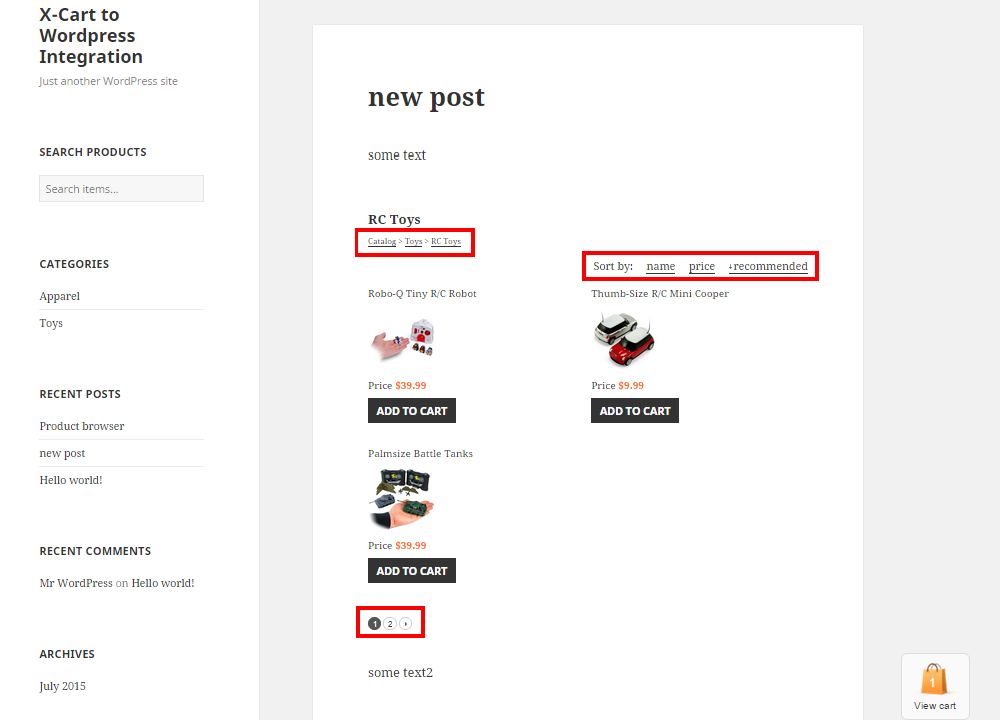 X-Cart to
Wordpress
Integration
Just another WordPress site
SEARCH PRODUCTS
Search items...
CATEGORIES
Apparel
Toys
RECENT POSTS
Product browser
new post
Hello world!
RECENT COMMENTS
Mr WordPress on Hello world!
ARCHIVES
July 2015
new post
some text
RC Toys
Catalog > Toys > RC Toys
Sort by: name price ↓recommended
Robo-Q Tiny R/C Robot
Price $39.99
ADD TO CART
Thumb-Size R/C Mini Cooper
Price $9.99
ADD TO CART
Palmsize Battle Tanks
Price $39.99
ADD TO CART
1 2 ›
some text2
1
View cart